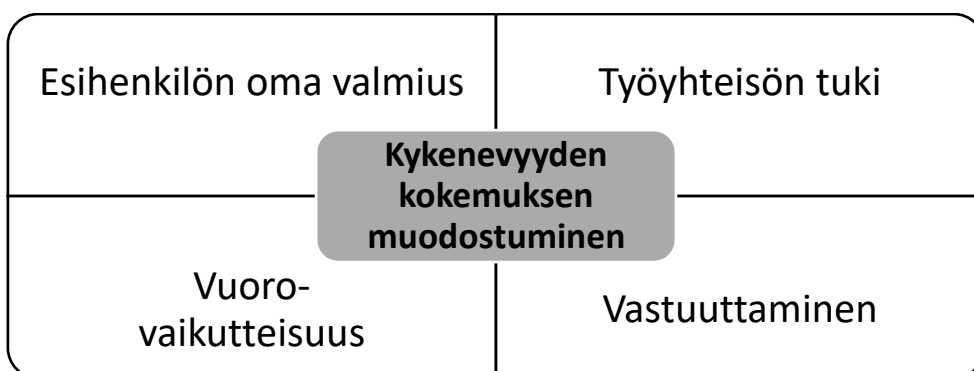 Esihenkilön oma valmius
Työyhteisön tuki
Kykenevyyden
kokemuksen
muodostuminen
Vuoro-
vaikutteisuus
Vastuuttaminen